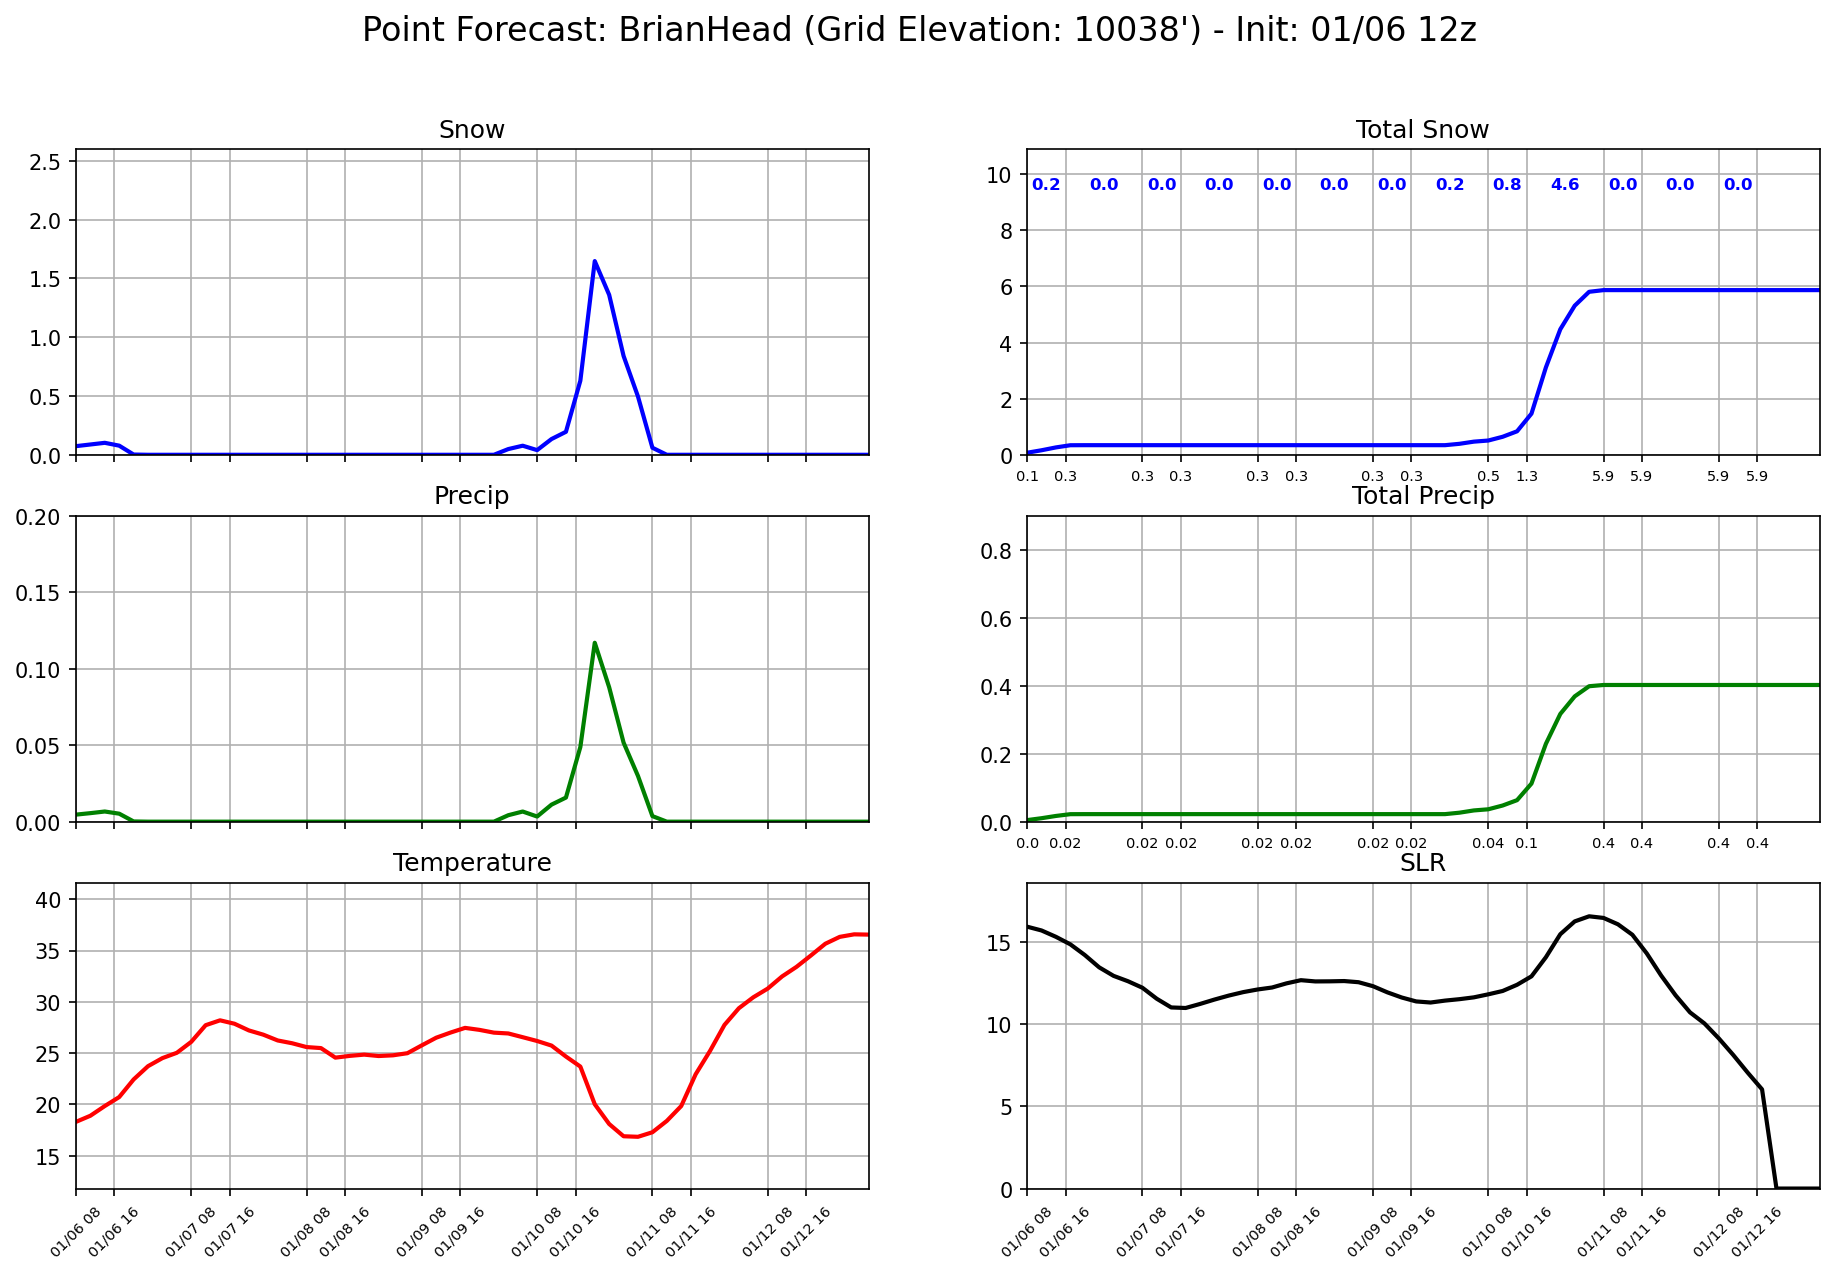 Point Forecast: BrianHead (Grid Elevation: 10038') - Init: 01/06 12z
Snow
2.5
2.0
1.5
1.0
0.5
0.0
Total Snow
10
8
6
4
2
0
0.2 0.0 0.0 0.0 0.0 0.0 0.0 0.2 0.8 4.6 0.0 0.0 0.0
0.1 0.3 0.3 0.3 0.3 0.3 0.3 0.3 0.5 1.3 5.9 5.9 5.9 5.9
Precip
0.20
0.15
0.10
0.05
0.00
Total Precip
0.8
0.6
0.4
0.2
0.0
0.0 0.02 0.02 0.02 0.02 0.02 0.02 0.02 0.04 0.1 0.4 0.4 0.4 0.4
Temperature
40
35
30
25
20
15
01/06 08 01/06 16 01/07 08 01/07 16 01/08 08 01/08 16 01/09 08 01/09 16 01/10 08 01/10 16 01/11 08 01/11 16 01/12 08 01/12 16
SLR
15
10
5
0
01/06 08 01/06 16 01/07 08 01/07 16 01/08 08 01/08 16 01/09 08 01/09 16 01/10 08 01/10 16 01/11 08 01/11 16 01/12 08 01/12 16